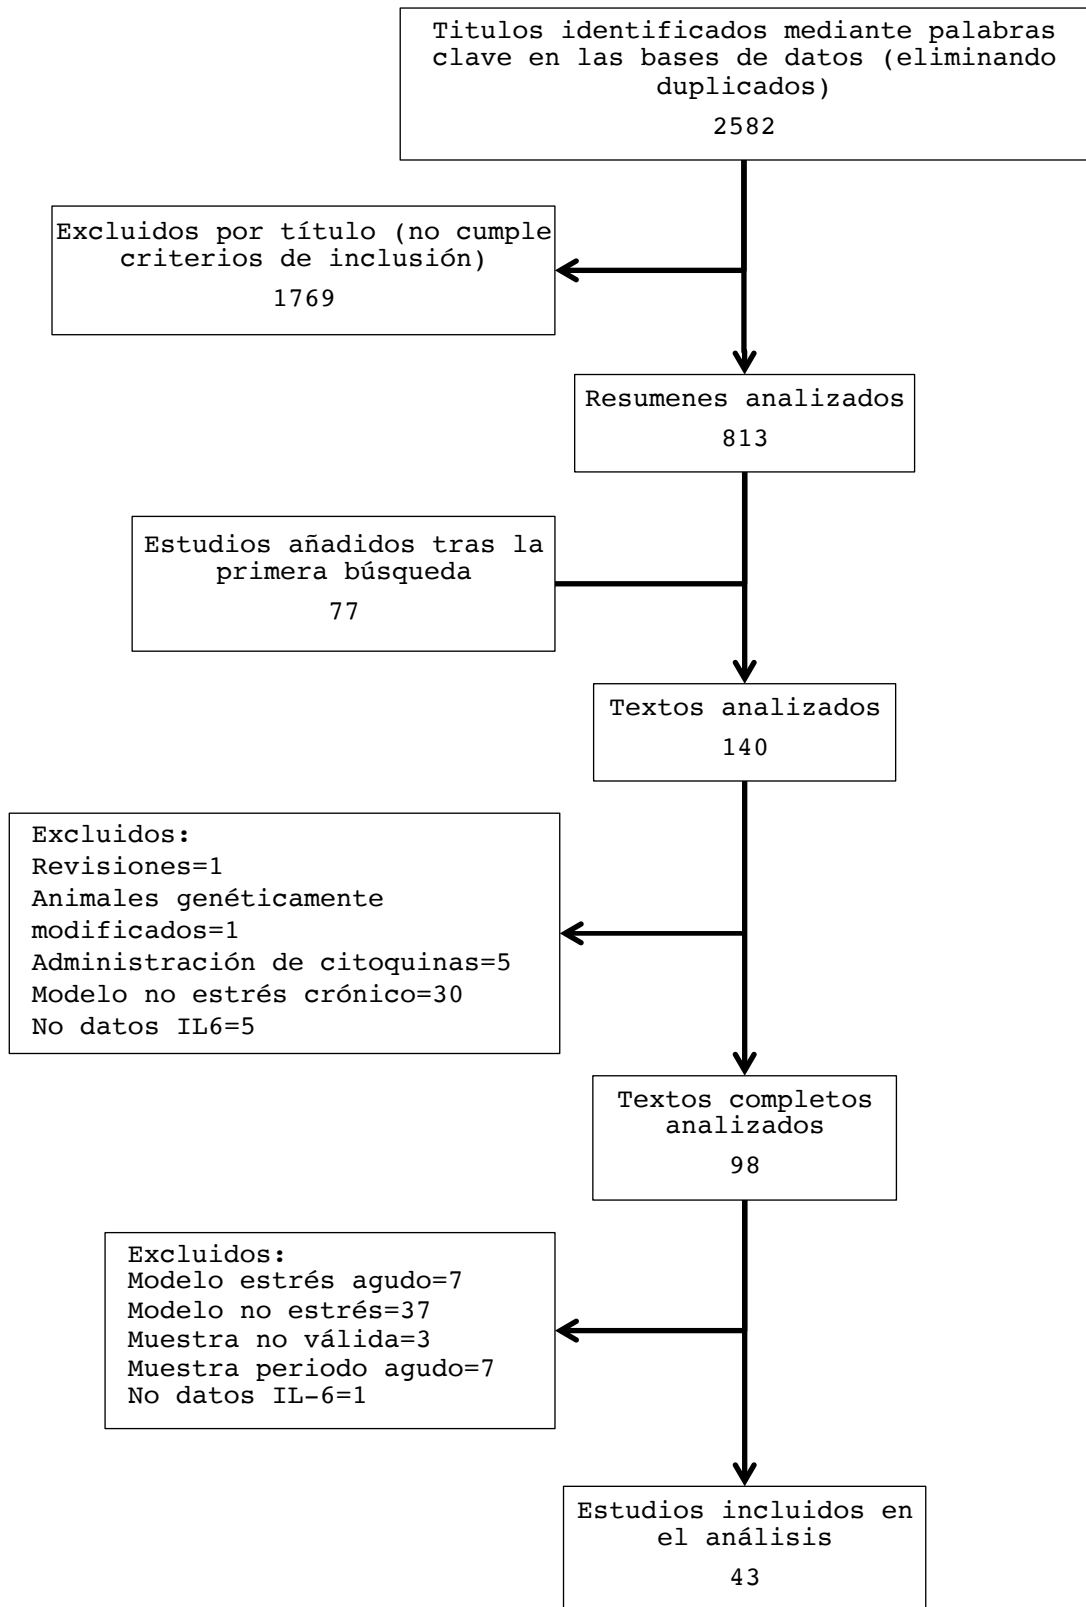 Titulos identificados mediante palabras
clave en las bases de datos (eliminando
duplicados)
2582
Excluidos por título (no cumple
criterios de inclusión)
1769
Resumenes analizados
813
Estudios añadidos tras la
primera búsqueda
77
Textos analizados
140
Excluidos:
Revisiones=1
Animales genéticamente
modificados=1
Administración de citoquinas=5
Modelo no estrés crónico=30
No datos IL6=5
Textos completos
analizados
98
Excluidos:
Modelo estrés agudo=7
Modelo no estrés=37
Muestra no válida=3
Muestra periodo agudo=7
No datos IL-6=1
Estudios incluidos en
el análisis
43